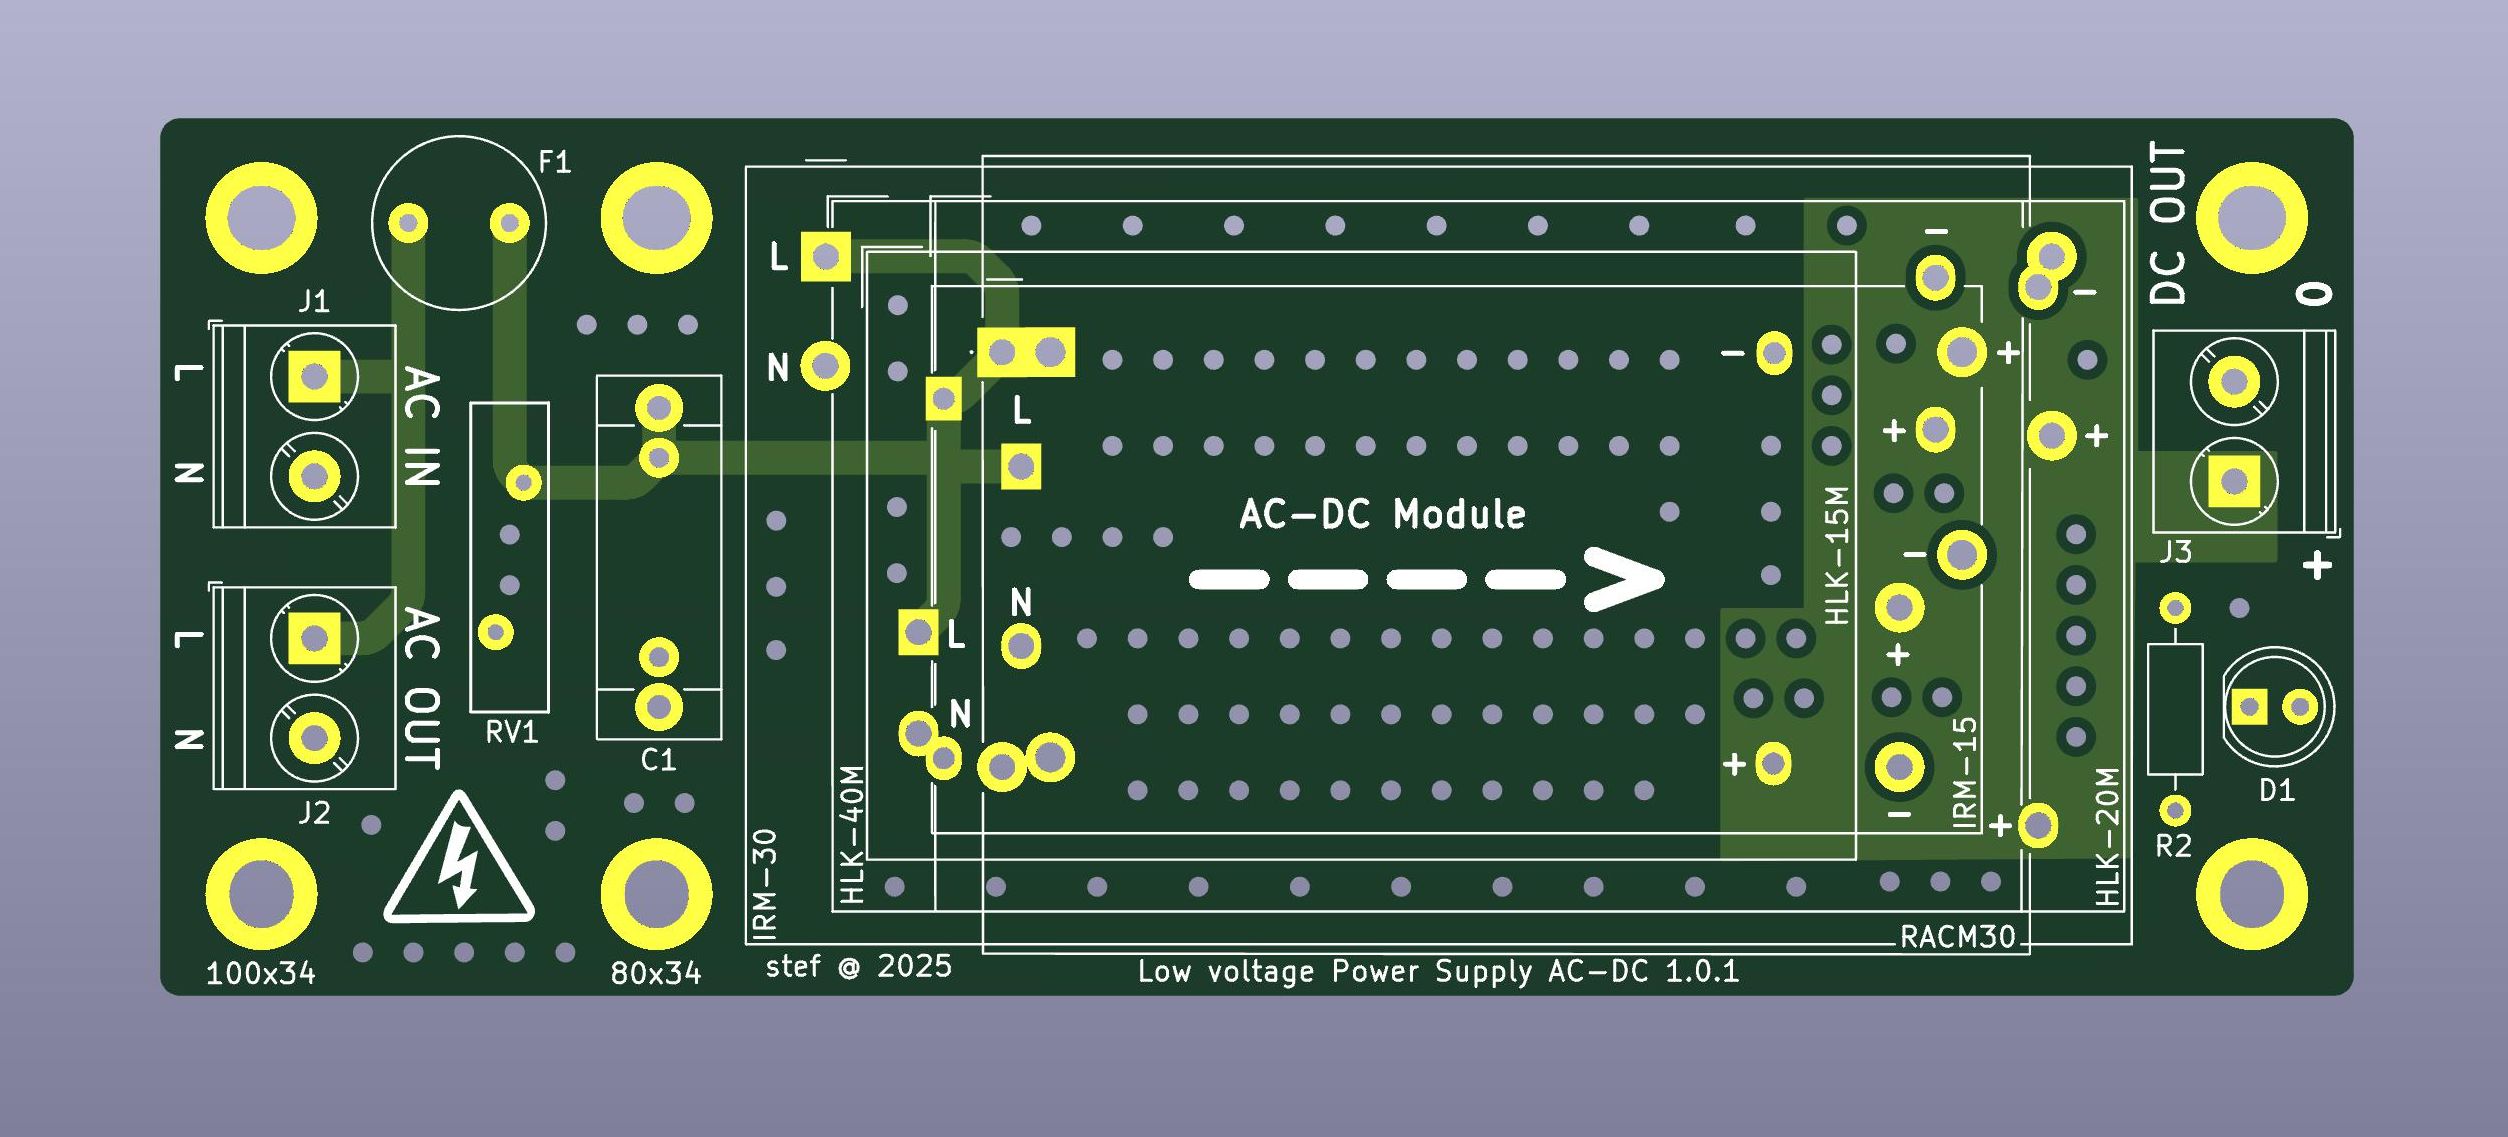 F1
J1
L
N
AC IN
J2
L
N
AC OUT
RV1
C1
100x34
80x34
L
N
L
N
L
N
-
-
-
+
+
+
AC-DC Module
---->
-
+
+
-
+
HLK-15M
IRM-15
HLK-20M
HLK-40M
IRM-30
RACM30
stef @ 2025
Low voltage Power Supply AC-DC 1.0.1
DC OUT
0
J3
+
D1
R2